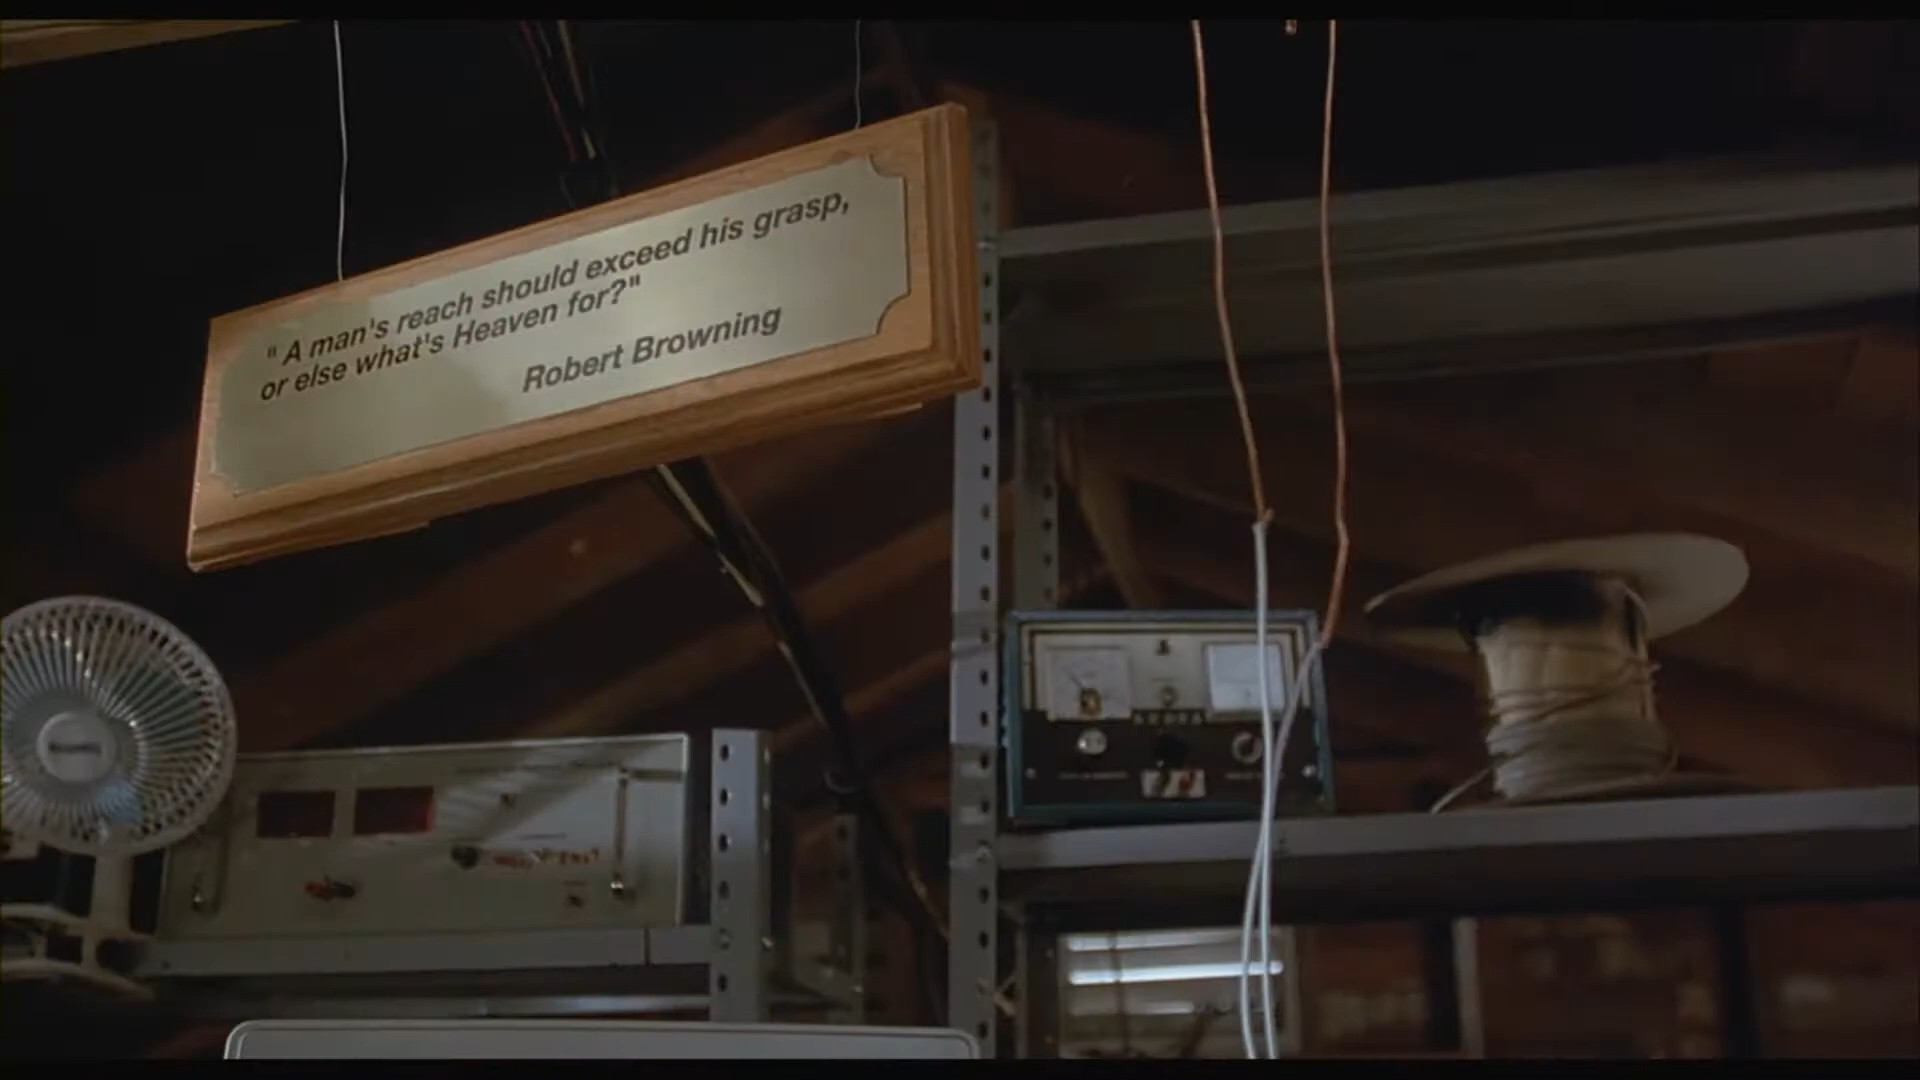 "A man's reach should exceed his grasp,
or else what's Heaven for?"
Robert Browning